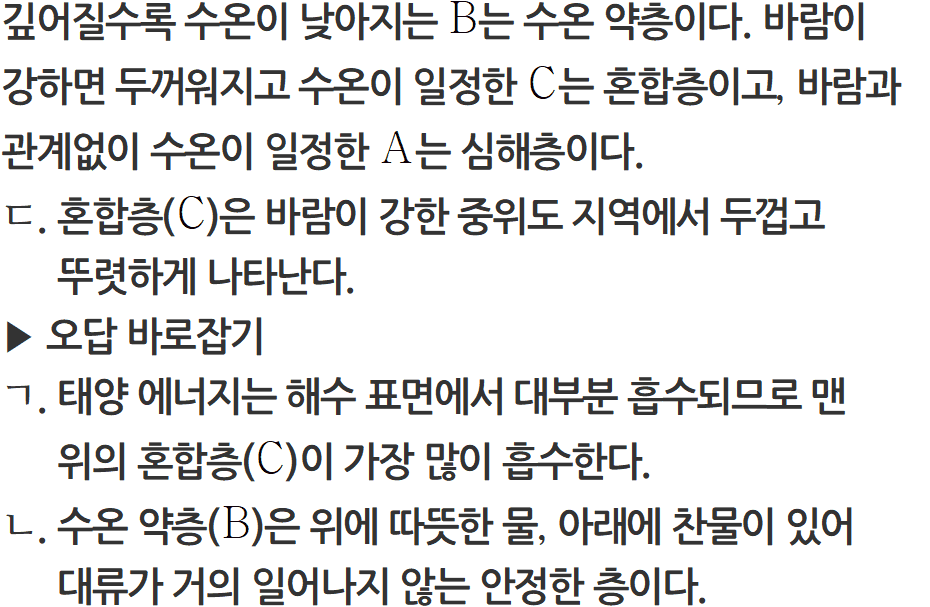 깊어질수록 수온이 낮아지는 B는 수온 약층이다. 바람이
강하면 두꺼워지고 수온이 일정한 C는 혼합층이고, 바람과
관계없이 수온이 일정한 A는 심해층이다.
ㄷ. 혼합층(C)은 바람이 강한 중위도 지역에서 두껍고
뚜렷하게 나타난다.
▶ 오답 바로잡기
ㄱ. 태양 에너지는 해수 표면에서 대부분 흡수되므로 맨
위의 혼합층(C)이 가장 많이 흡수한다.
ㄴ. 수온 약층(B)은 위에 따뜻한 물, 아래에 찬물이 있어
대류가 거의 일어나지 않는 안정한 층이다.